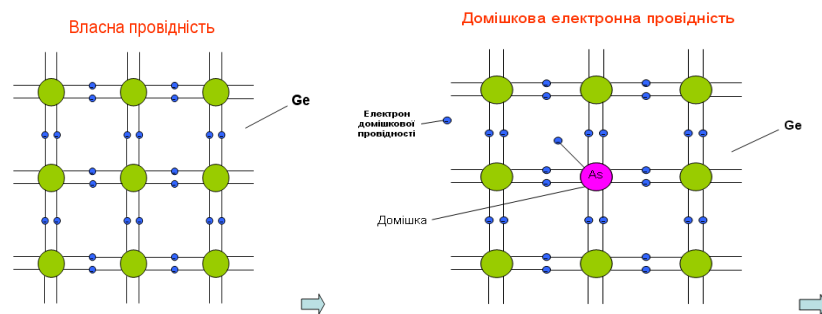 Власна провідність
Ge
Домішкова електронна провідність
Електрон
домішкової
провідності
Ge
As
Домішка